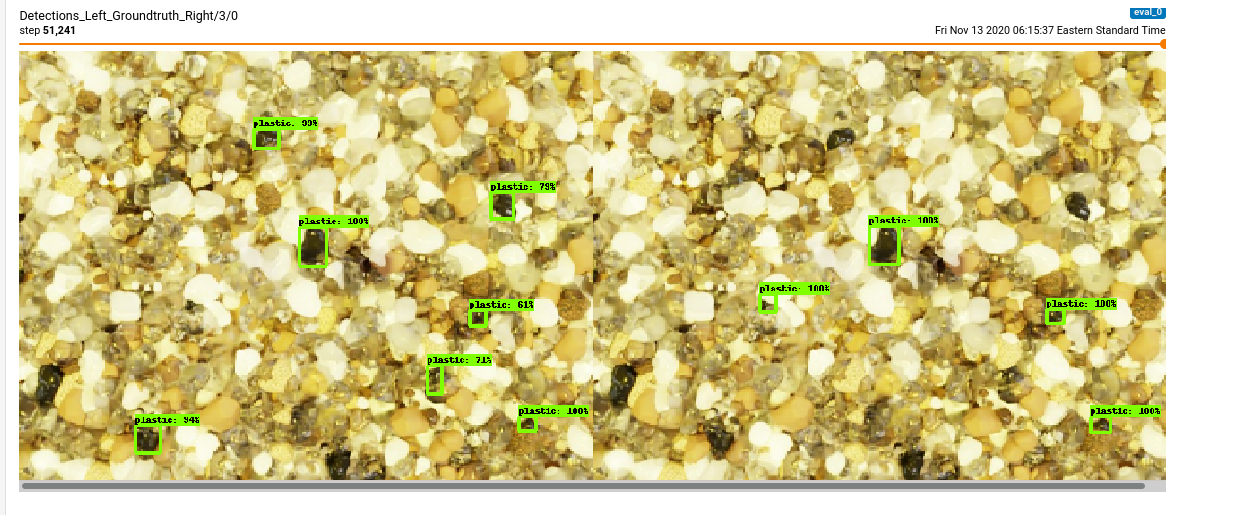 Detections_Left_Groundtruth_Right/3/0
eval_0
step 51,241
Fri Nov 13 2020 06:15:37 Eastern Standard Time
plastic: 99%
plastic: 79%
plastic: 100%
plastic: 61%
plastic: 71%
plastic: 100%
plastic: 94%
plastic: 100%
plastic: 100%
plastic: 100%
plastic: 100%